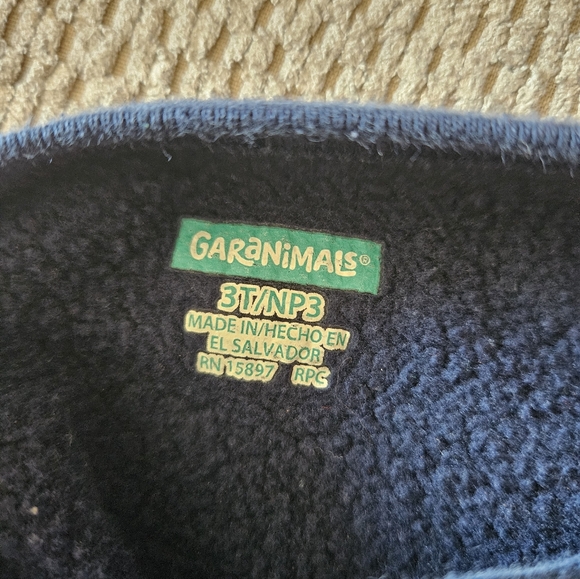 GARANIMALS®
3T/NP3
MADE IN/HECHO EN
EL SALVADOR
RN 15897 RPC